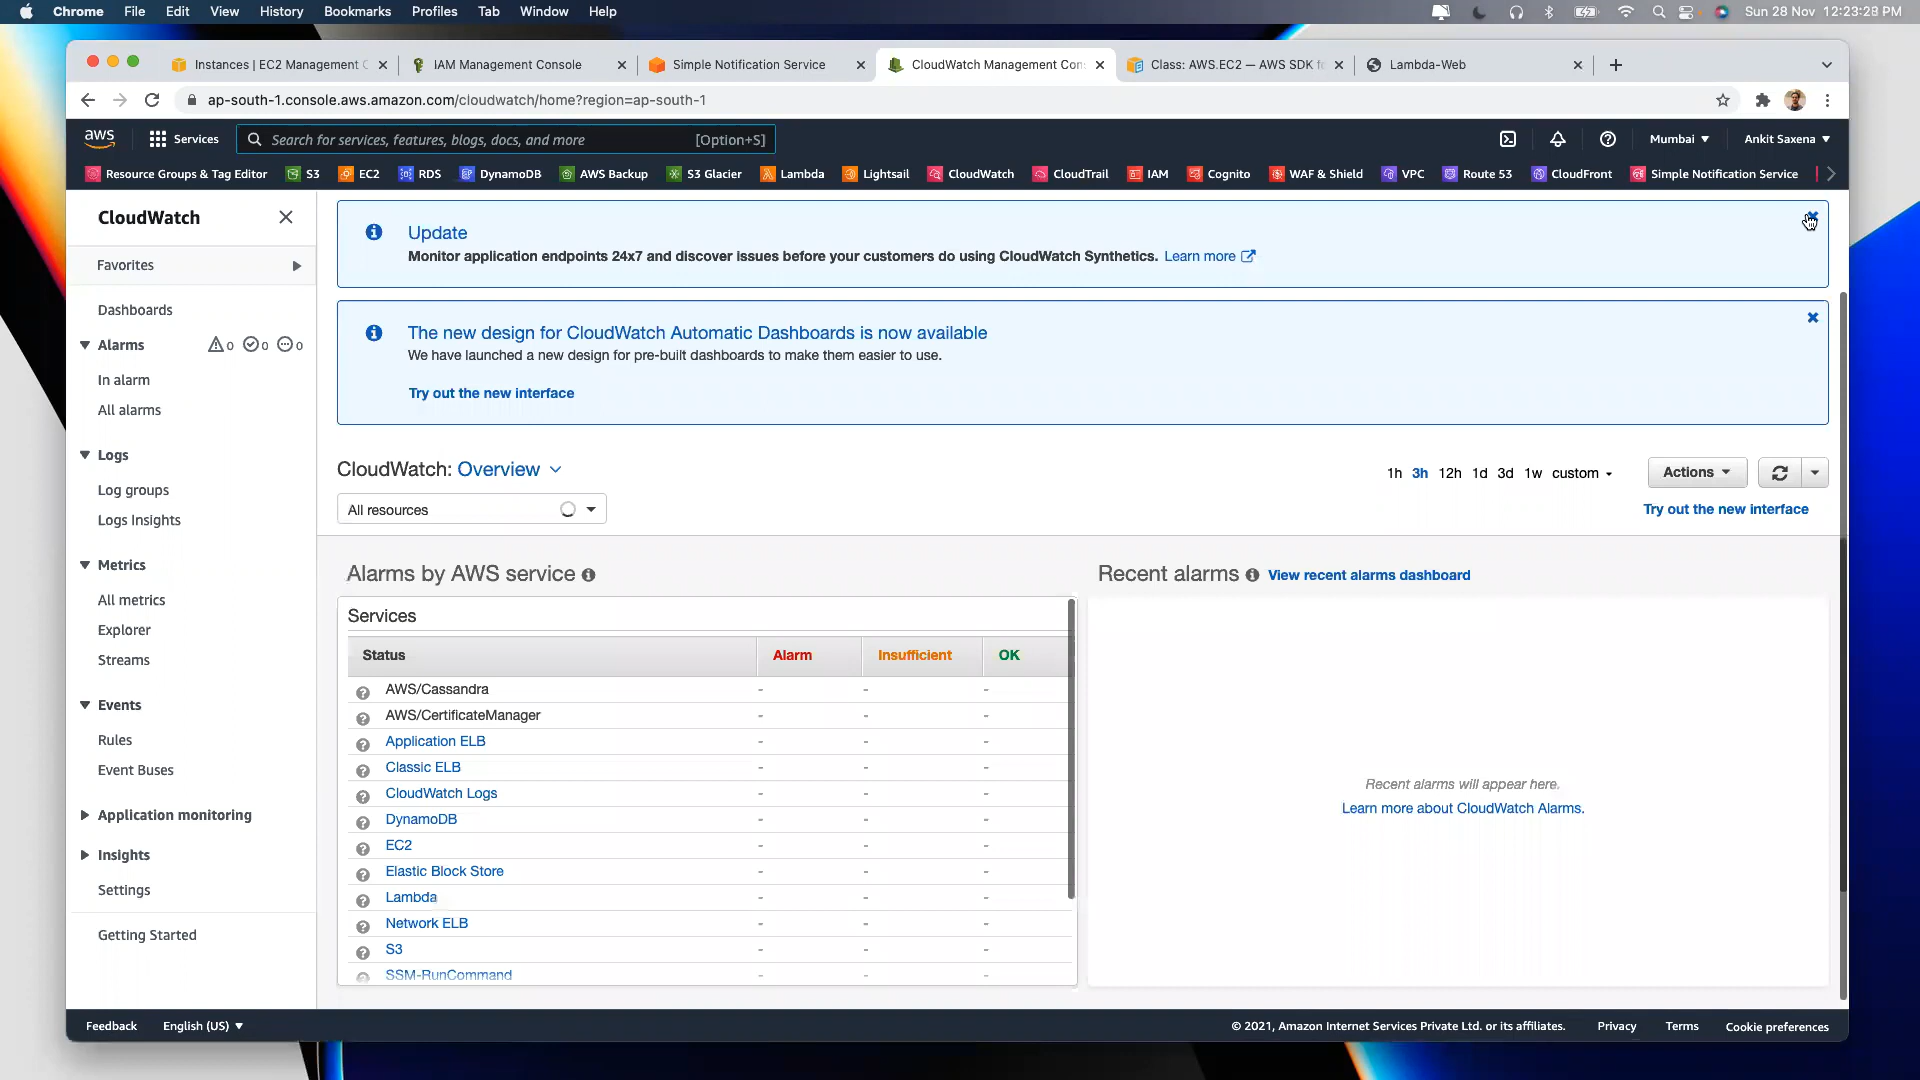 Chrome File Edit View History Bookmarks Profiles Tab Window Help Sun 28 Nov 12:23:28 PM
Instances | EC2 Management C IAM Management Console Simple Notification Service CloudWatch Management Con Class: AWS.EC2 — AWS SDK fo Lambda-Web
ap-south-1.console.aws.amazon.com/cloudwatch/home?region=ap-south-1
aws Services Search for services, features, blogs, docs, and more [Option+S] Mumbai Ankit Saxena
Resource Groups & Tag Editor S3 EC2 RDS DynamoDB AWS Backup S3 Glacier Lambda Lightsail CloudWatch CloudTrail IAM Cognito WAF & Shield VPC Route 53 CloudFront Simple Notification Service
CloudWatch
Favorites
Dashboards
Alarms 0 0 0
In alarm
All alarms
Logs
Log groups
Logs Insights
Metrics
All metrics
Explorer
Streams
Events
Rules
Event Buses
Application monitoring
Insights
Settings
Getting Started
Update
Monitor application endpoints 24x7 and discover issues before your customers do using CloudWatch Synthetics. Learn more
The new design for CloudWatch Automatic Dashboards is now available
We have launched a new design for pre-built dashboards to make them easier to use.
Try out the new interface
CloudWatch: Overview 1h 3h 12h 1d 3d 1w custom Actions
All resources Try out the new interface
Alarms by AWS service
Services
Status Alarm Insufficient OK
AWS/Cassandra - - -
AWS/CertificateManager - - -
Application ELB - - -
Classic ELB - - -
CloudWatch Logs - - -
DynamoDB - - -
EC2 - - -
Elastic Block Store - - -
Lambda - - -
Network ELB - - -
S3 - - -
SSM-RunCommand - - -
Recent alarms View recent alarms dashboard
Recent alarms will appear here.
Learn more about CloudWatch Alarms.
Feedback English (US) © 2021, Amazon Internet Services Private Ltd. or its affiliates. Privacy Terms Cookie preferences